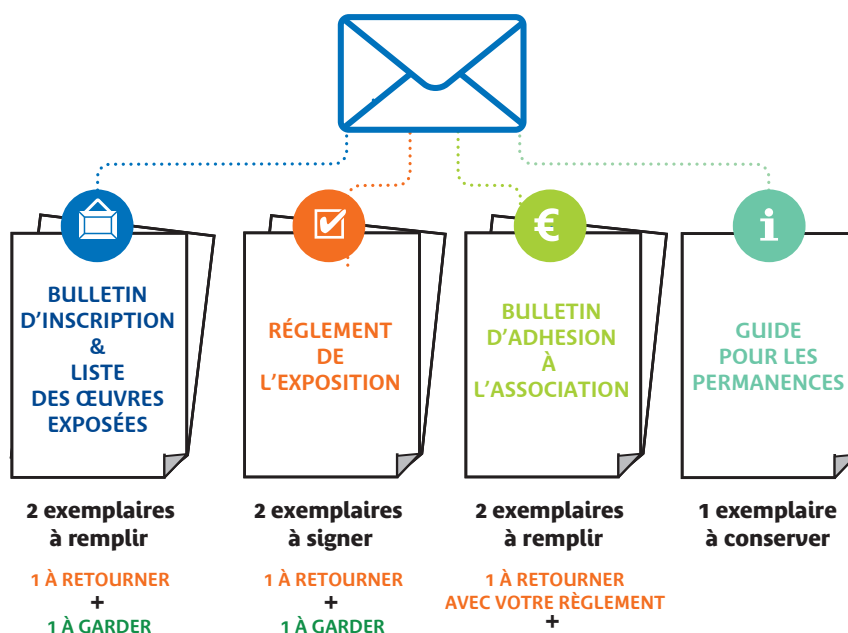 BULLETIN
D'INSCRIPTION
&
LISTE
DES ŒUVRES
EXPOSÉES
2 exemplaires
à remplir
1 À RETOURNER
+
1 À GARDER
RÉGLEMENT
DE
L'EXPOSITION
2 exemplaires
à signer
1 À RETOURNER
+
1 À GARDER
€
BULLETIN
D'ADHESION
À
L'ASSOCIATION
2 exemplaires
à remplir
1 À RETOURNER
AVEC VOTRE RÈGLEMENT
+
i
GUIDE
POUR LES
PERMANENCES
1 exemplaire
à conserver